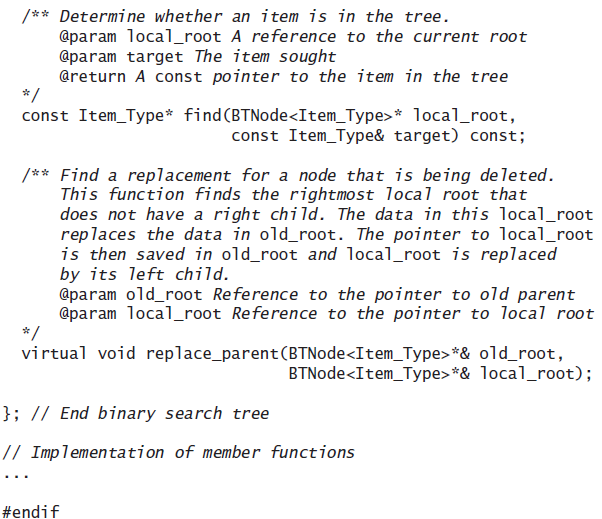 /** Determine whether an item is in the tree.
@param local_root A reference to the current root
@param target The item sought
@return A const pointer to the item in the tree
*/
const Item_Type* find(BTNode<Item_Type>* local_root,
const Item_Type& target) const;
/** Find a replacement for a node that is being deleted.
This function finds the rightmost local root that
does not have a right child. The data in this local_root
replaces the data in old_root. The pointer to local_root
is then saved in old_root and local_root is replaced
by its left child.
@param old_root Reference to the pointer to old parent
@param local_root Reference to the pointer to local root
*/
virtual void replace_parent(BTNode<Item_Type>*& old_root,
BTNode<Item_Type>*& local_root);
}; // End binary search tree
// Implementation of member functions
...
#endif